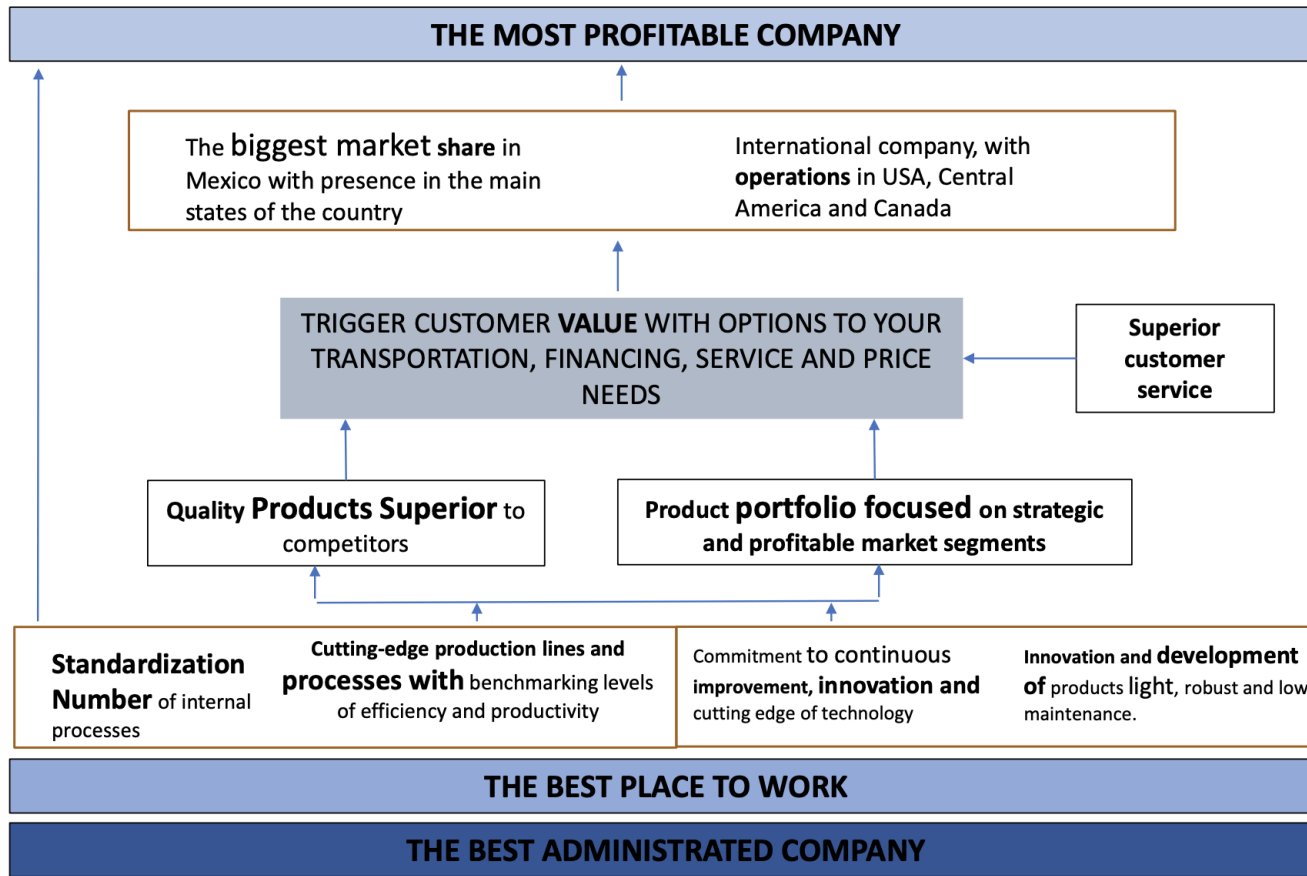 THE MOST PROFITABLE COMPANY
The biggest market share in
Mexico with presence in the main
states of the country
International company, with
operations in USA, Central
America and Canada
TRIGGER CUSTOMER VALUE WITH OPTIONS TO YOUR
TRANSPORTATION, FINANCING, SERVICE AND PRICE
NEEDS
Superior
customer
service
Quality Products Superior to
competitors
Product portfolio focused on strategic
and profitable market segments
Standardization
Number of internal
processes
Cutting-edge production lines and
processes with benchmarking levels
of efficiency and productivity
Commitment to continuous
improvement, innovation and
cutting edge of technology
Innovation and development
of products light, robust and low
maintenance.
THE BEST PLACE TO WORK
THE BEST ADMINISTRATED COMPANY